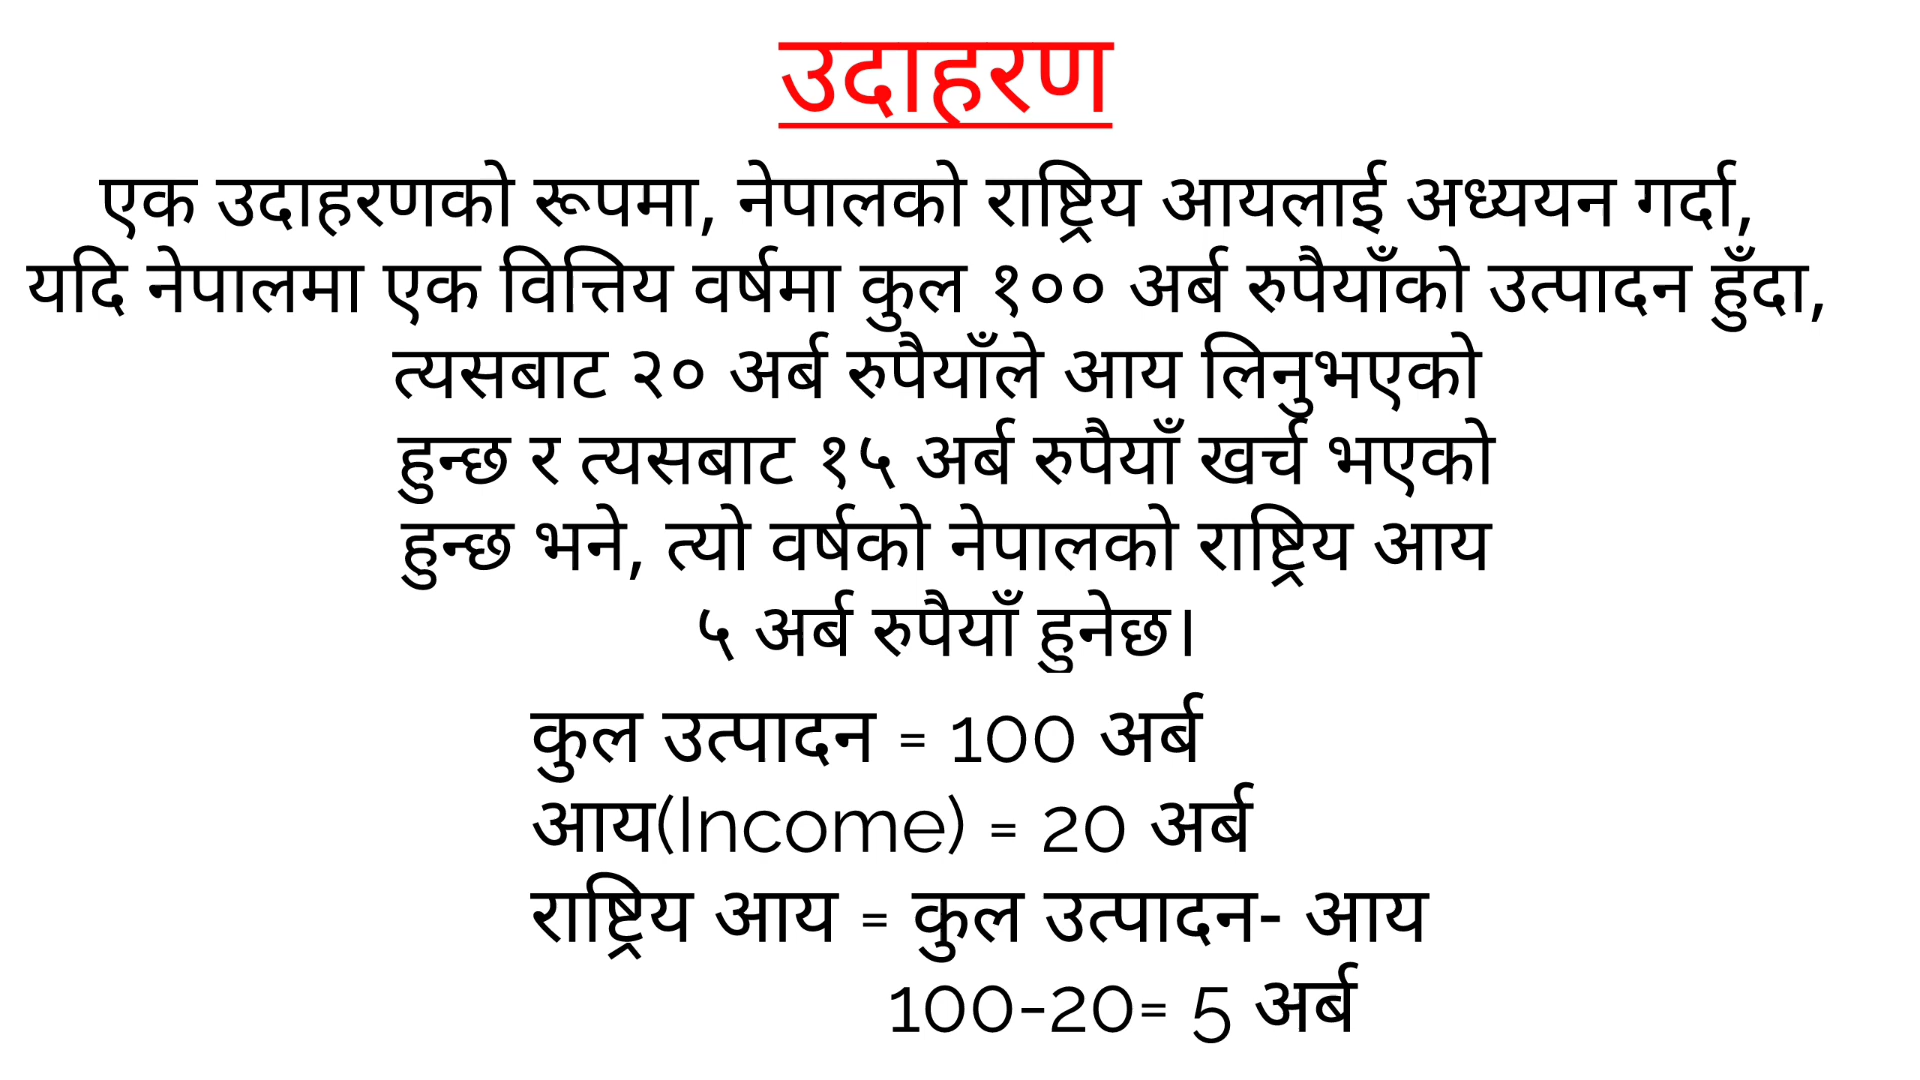 उदाहरण
एक उदाहरणको रूपमा, नेपालको राष्ट्रिय आयलाई अध्ययन गर्दा,
यदि नेपालमा एक वित्तिय वर्षमा कुल १०० अर्ब रुपैयाँको उत्पादन हुँदा,
त्यसबाट २० अर्ब रुपैयाँले आय लिनुभएको
हुन्छ र त्यसबाट १५ अर्ब रुपैयाँ खर्च भएको
हुन्छ भने, त्यो वर्षको नेपालको राष्ट्रिय आय
५ अर्ब रुपैयाँ हुनेछ।
कुल उत्पादन = 100 अर्ब
आय(Income) = 20 अर्ब
राष्ट्रिय आय = कुल उत्पादन- आय
100-20= 5 अर्ब